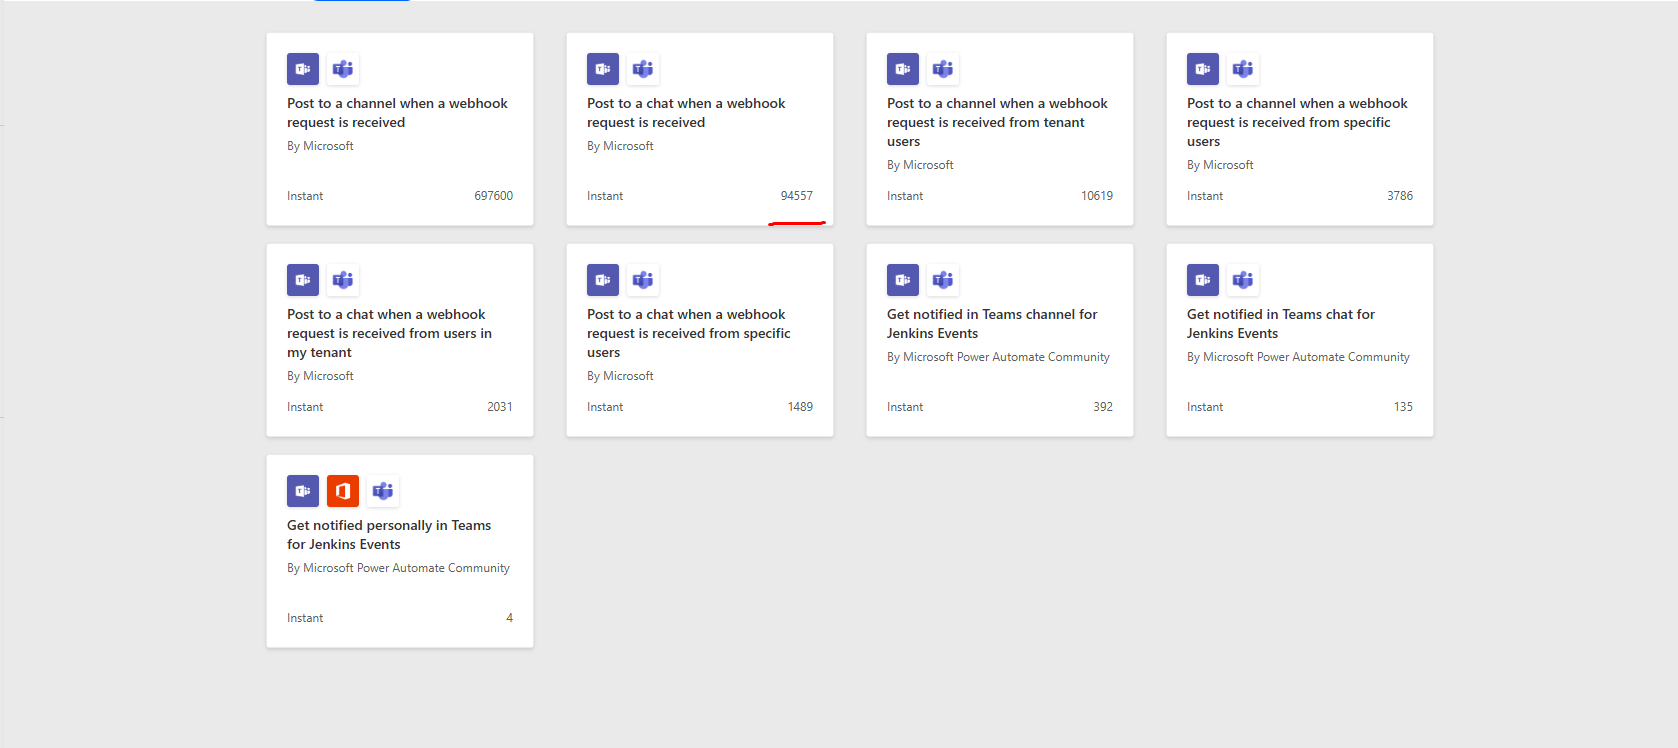 Post to a channel when a webhook
request is received
By Microsoft
Instant 697600
Post to a chat when a webhook
request is received
By Microsoft
Instant 94557
Post to a channel when a webhook
request is received from tenant
users
By Microsoft
Instant 10619
Post to a channel when a webhook
request is received from specific
users
By Microsoft
Instant 3786
Post to a chat when a webhook
request is received from users in
my tenant
By Microsoft
Instant 2031
Post to a chat when a webhook
request is received from specific
users
By Microsoft
Instant 1489
Get notified in Teams channel for
Jenkins Events
By Microsoft Power Automate Community
Instant 392
Get notified in Teams chat for
Jenkins Events
By Microsoft Power Automate Community
Instant 135
Get notified personally in Teams
for Jenkins Events
By Microsoft Power Automate Community
Instant 4